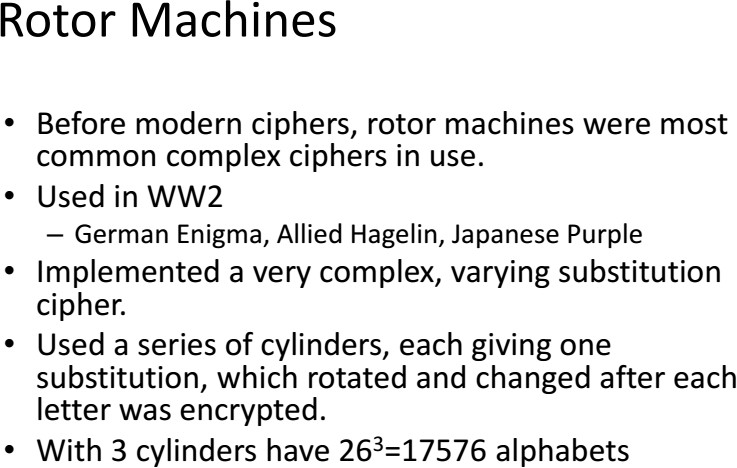 Rotor Machines
• Before modern ciphers, rotor machines were most
common complex ciphers in use.
• Used in WW2
– German Enigma, Allied Hagelin, Japanese Purple
• Implemented a very complex, varying substitution
cipher.
• Used a series of cylinders, each giving one
substitution, which rotated and changed after each
letter was encrypted.
• With 3 cylinders have 26³=17576 alphabets